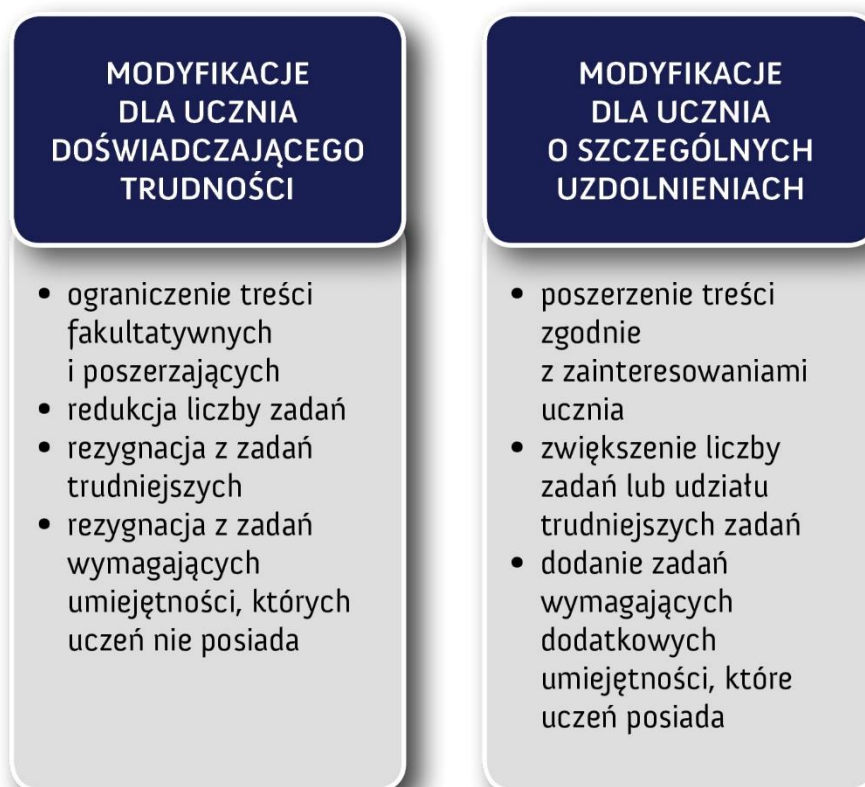 MODYFIKACJE
DLA UCZNIA
DOŚWIADCZAJĄCEGO
TRUDNOŚCI
• ograniczenie treści
fakultatywnych
i poszerzających
• redukcja liczby zadań
• rezygnacja z zadań
trudniejszych
• rezygnacja z zadań
wymagających
umiejętności, których
uczeń nie posiada
MODYFIKACJE
DLA UCZNIA
O SZCZEGÓLNYCH
UZDOLNIENIACH
• poszerzenie treści
zgodnie
z zainteresowaniami
ucznia
• zwiększenie liczby
zadań lub udziału
trudniejszych zadań
• dodanie zadań
wymagających
dodatkowych
umiejętności, które
uczeń posiada